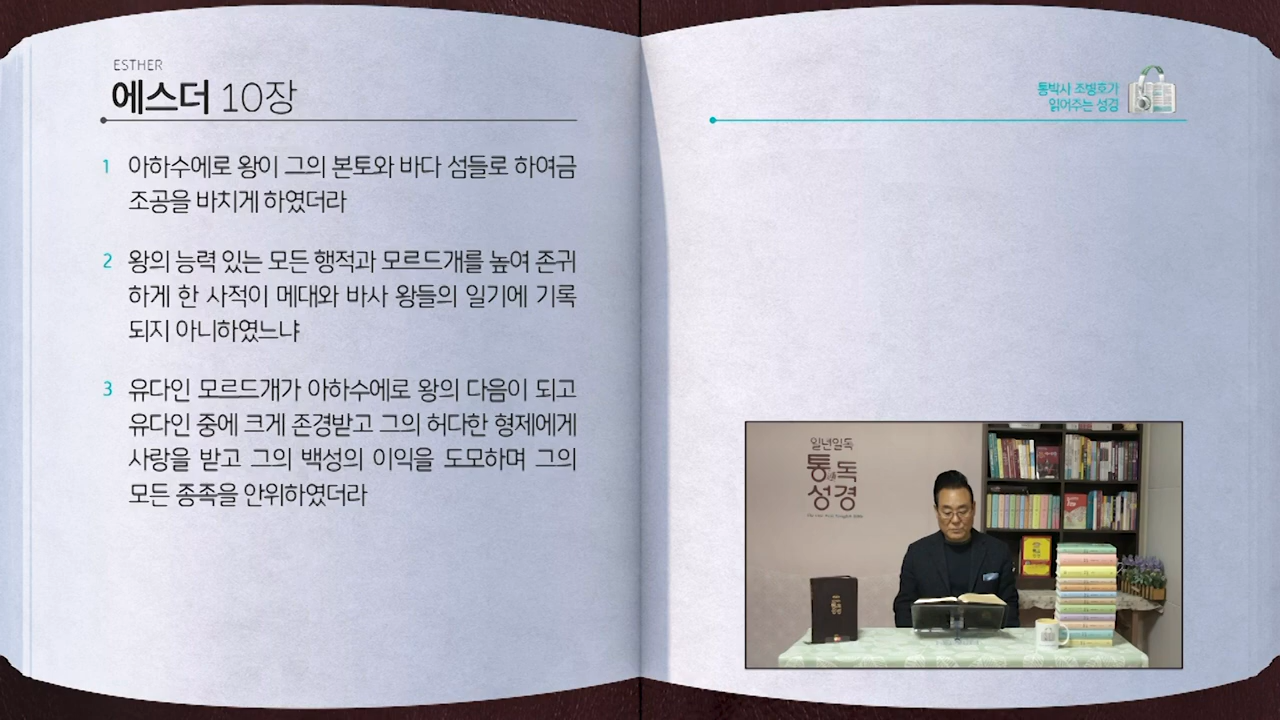 ESTHER
에스더 10장
1 아하수에로 왕이 그의 본토와 바다 섬들로 하여금
조공을 바치게 하였더라
2 왕의 능력 있는 모든 행적과 모르드개를 높여 존귀
하게 한 사적이 메대와 바사 왕들의 일기에 기록
되지 아니하였느냐
3 유다인 모르드개가 아하수에로 왕의 다음이 되고
유다인 중에 크게 존경받고 그의 허다한 형제에게
사랑을 받고 그의 백성의 이익을 도모하며 그의
모든 종족을 안위하였더라
통박사 조병호가
읽어주는 성경
일년일독
통독
성경